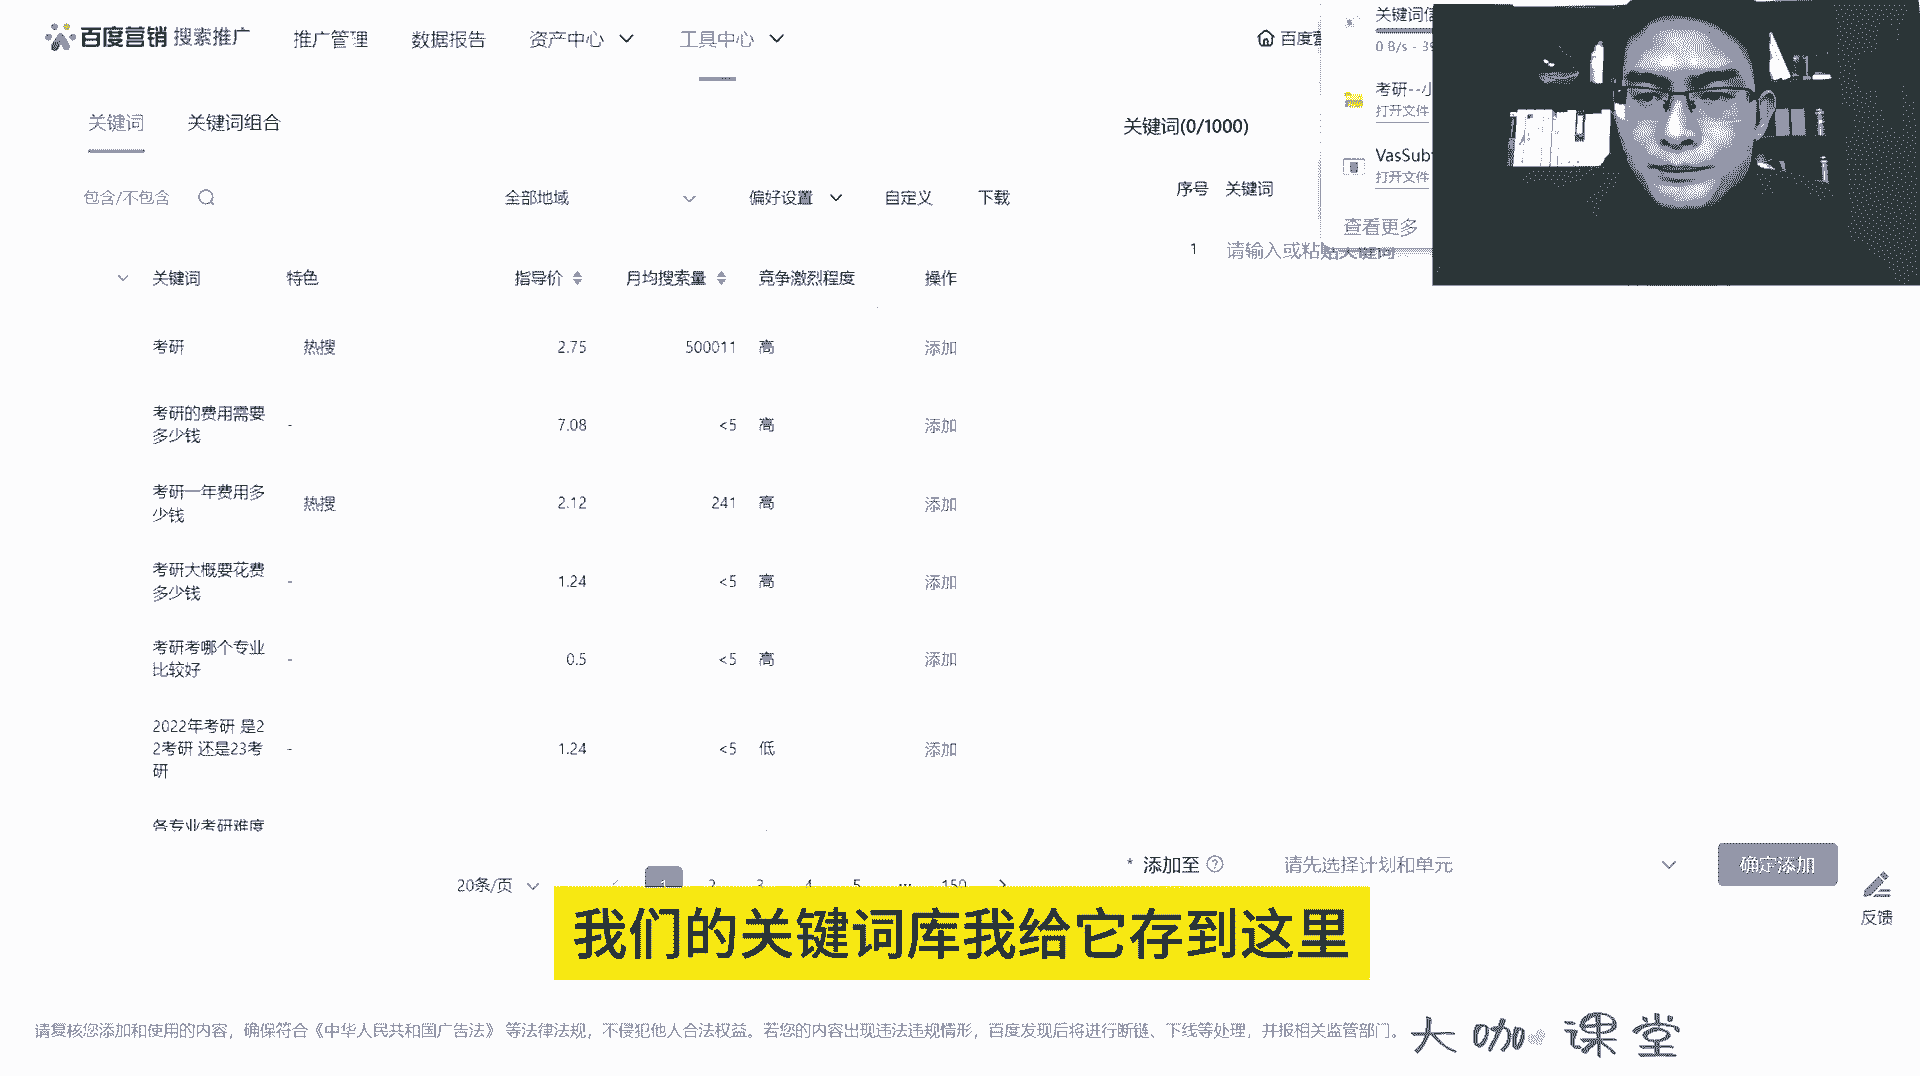 百度营销 搜索推广 推广管理 数据报告 资产中心 工具中心
关键词 关键词组合
包含/不包含 全部地域 偏好设置 自定义 下载
关键词 特色 指导价 月均搜索量 竞争激烈程度 操作
考研 热搜 2.75 500011 高 添加
考研的费用需要
多少钱 - 7.08 <5 高 添加
考研一年费用多
少钱 热搜 2.12 241 高 添加
考研大概要花费
多少钱 - 1.24 <5 高 添加
考研考哪个专业
比较好 - 0.5 <5 高 添加
2022年考研 是2
2考研 还是23考
研 - 1.24 <5 低 添加
各专业考研难度
20条/页 1 2 3 4 5 ... 150
关键词(0/1000)
序号 关键词
1 请输入或粘贴关键词
0 B/s - 39
考研--小
打开文件
VasSub
打开文件
查看更多
* 添加至 请先选择计划和单元 确定添加
反馈
我们的关键词库我给它存到这里
请复核您添加和使用的内容，确保符合《中华人民共和国广告法》 等法律法规，不侵犯他人合法权益。若您的内容出现违法违规情形，百度发现后将进行断链、下线等处理，并报相关监管部门。
大咖课堂